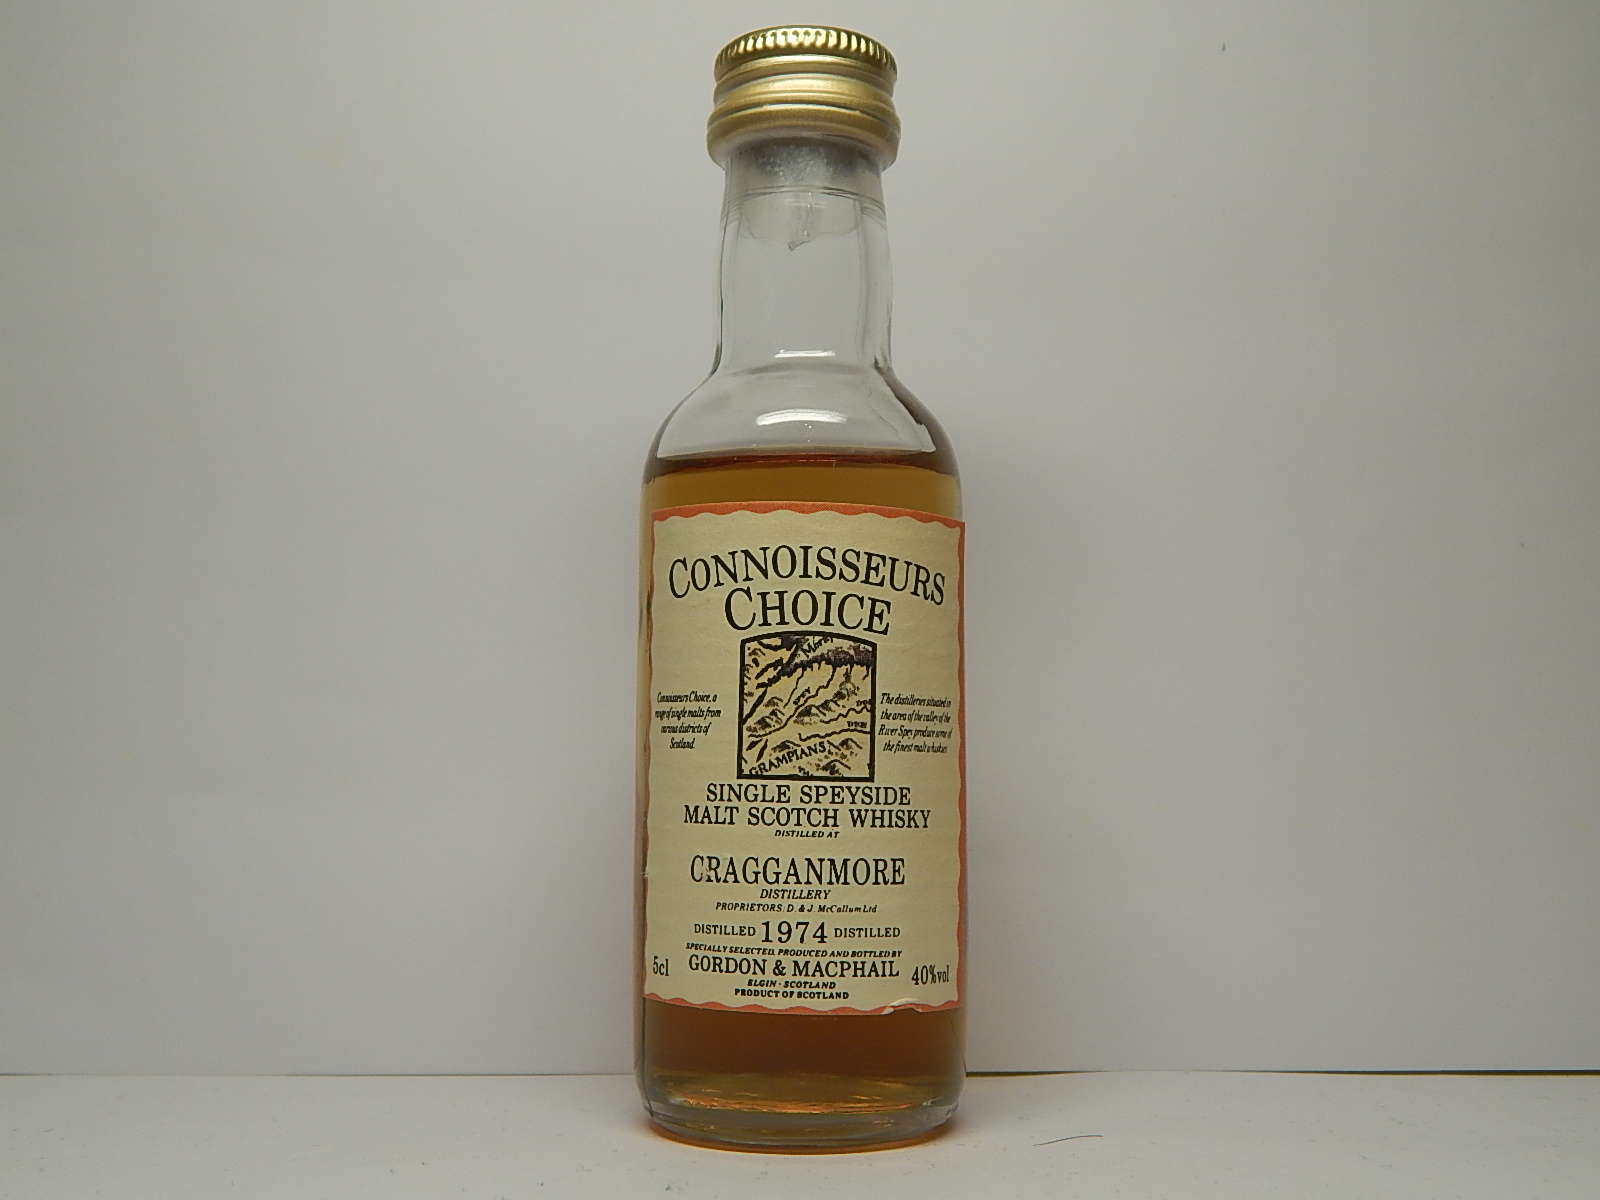 CONNOISSEURS
CHOICE
Moray
SPEY
GRAMPIANS
Connoisseurs Choice, a
range of single malts from
various districts of
Scotland.
The distilleries situated in
the area of the valley of the
River Spey produce some of
the finest malt whiskies
SINGLE SPEYSIDE
MALT SCOTCH WHISKY
DISTILLED AT
CRAGGANMORE
DISTILLERY
PROPRIETORS: D. & J. McCallum Ltd
DISTILLED 1974 DISTILLED
SPECIALLY SELECTED, PRODUCED AND BOTTLED BY
5cl GORDON & MACPHAIL 40%vol
ELGIN · SCOTLAND
PRODUCT OF SCOTLAND